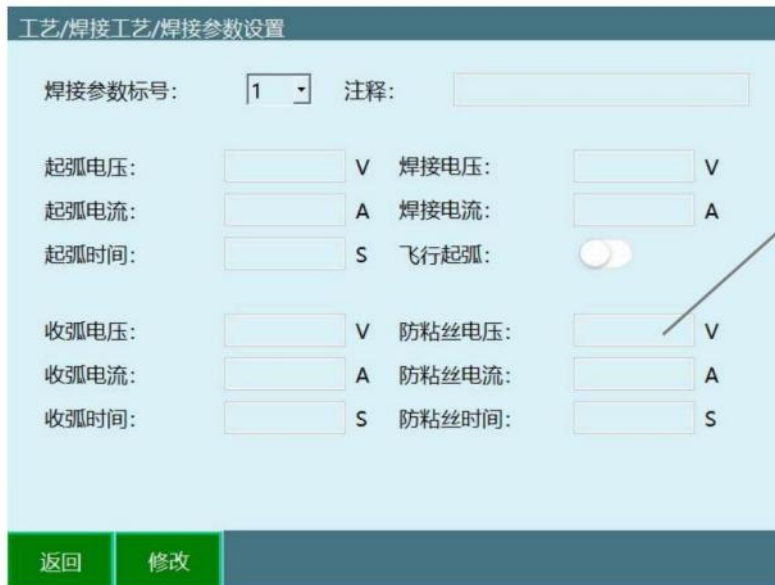 工艺/焊接工艺/焊接参数设置
焊接参数标号: 1 注释:
起弧电压: V 焊接电压: V
起弧电流: A 焊接电流: A
起弧时间: S 飞行起弧:
收弧电压: V 防粘丝电压: V
收弧电流: A 防粘丝电流: A
收弧时间: S 防粘丝时间: S
返回 修改